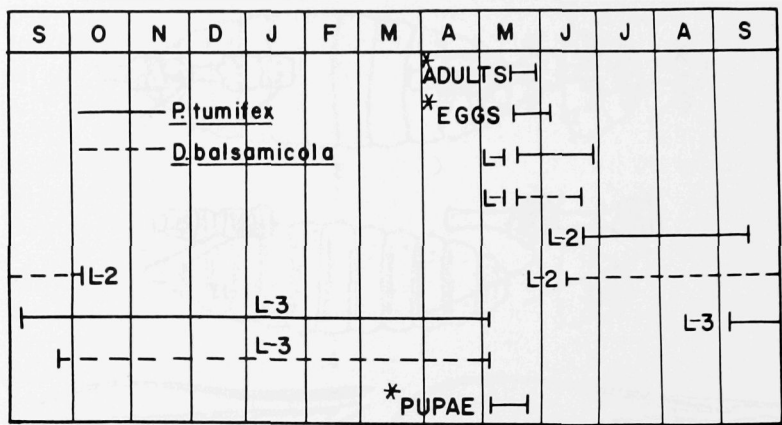 S O N D J F M A M J J A S
*ADULTS
P. tumifex
*EGGS
D. balsamicola
L-1
L-1
L-2
L-2
L-2
L-3
L-3
L-3
*PUPAE